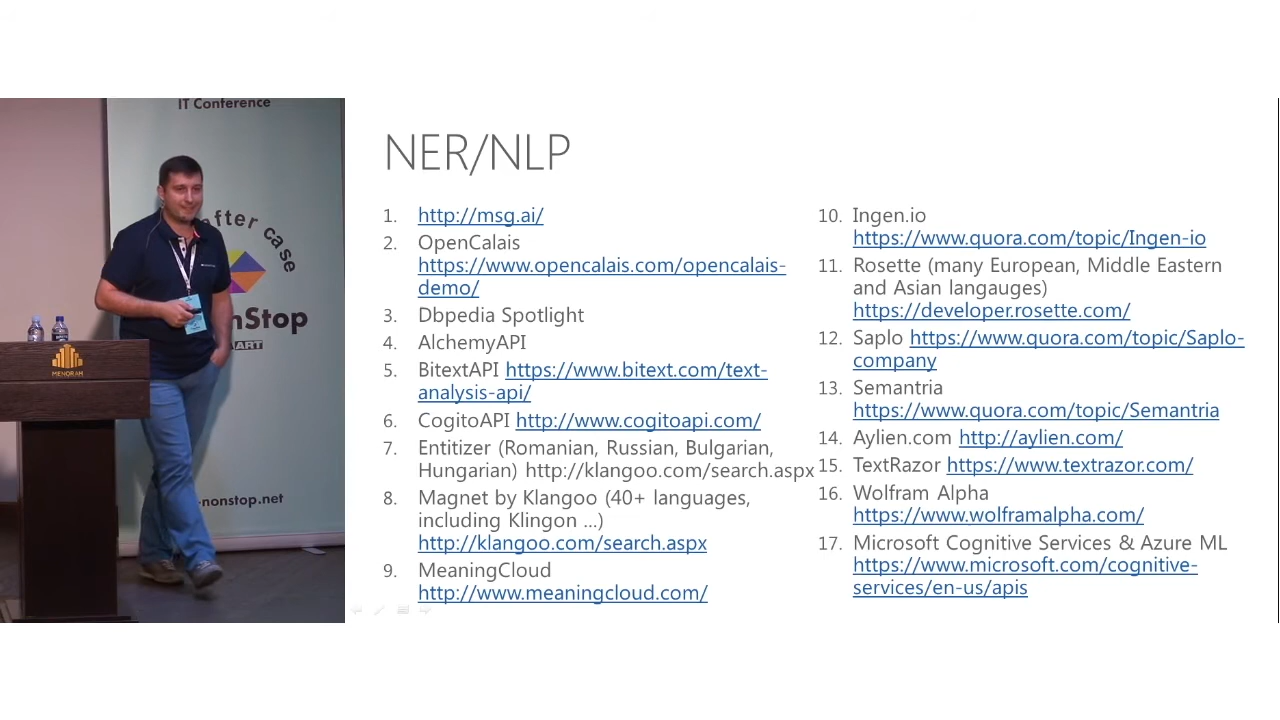 IT Conference
after case
nStop
ART
-nonstop.net
MENORAH
NER/NLP
1. http://msg.ai/
2. OpenCalais
https://www.opencalais.com/opencalais-
demo/
3. Dbpedia Spotlight
4. AlchemyAPI
5. BitextAPI https://www.bitext.com/text-
analysis-api/
6. CogitoAPI http://www.cogitoapi.com/
7. Entitizer (Romanian, Russian, Bulgarian,
Hungarian) http://klangoo.com/search.aspx
8. Magnet by Klangoo (40+ languages,
including Klingon ...)
http://klangoo.com/search.aspx
9. MeaningCloud
http://www.meaningcloud.com/
10. Ingen.io
https://www.quora.com/topic/Ingen-io
11. Rosette (many European, Middle Eastern
and Asian langauges)
https://developer.rosette.com/
12. Saplo https://www.quora.com/topic/Saplo-
company
13. Semantria
https://www.quora.com/topic/Semantria
14. Aylien.com http://aylien.com/
15. TextRazor https://www.textrazor.com/
16. Wolfram Alpha
https://www.wolframalpha.com/
17. Microsoft Cognitive Services & Azure ML
https://www.microsoft.com/cognitive-
services/en-us/apis